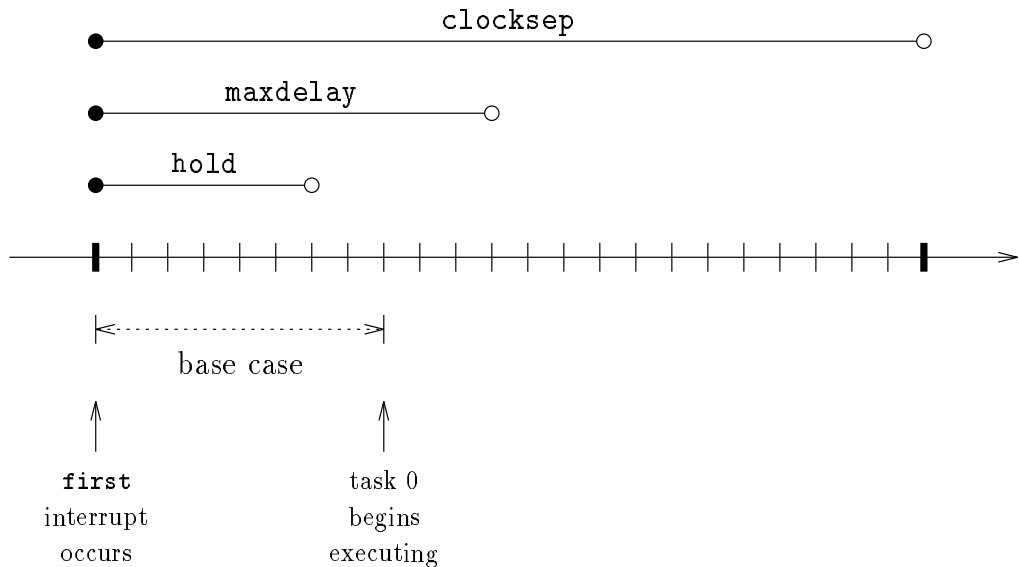 clocksep
maxdelay
hold
base case
first
interrupt
occurs
task 0
begins
executing